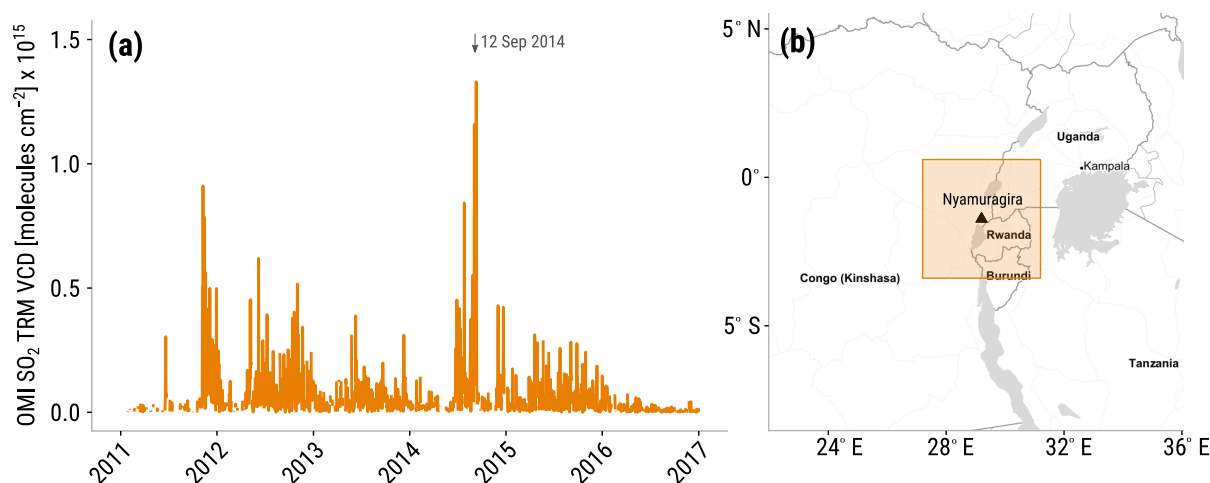 (a)
12 Sep 2014
OMI SO₂ TRM VCD [molecules cm⁻²] x 10¹⁵
1.5
1.0
0.5
0.0
2011
2012
2013
2014
2015
2016
2017
(b)
5° N
0°
5° S
Uganda
Kampala
Nyamuragira
Rwanda
Congo (Kinshasa)
Burundi
Tanzania
24° E
28° E
32° E
36° E